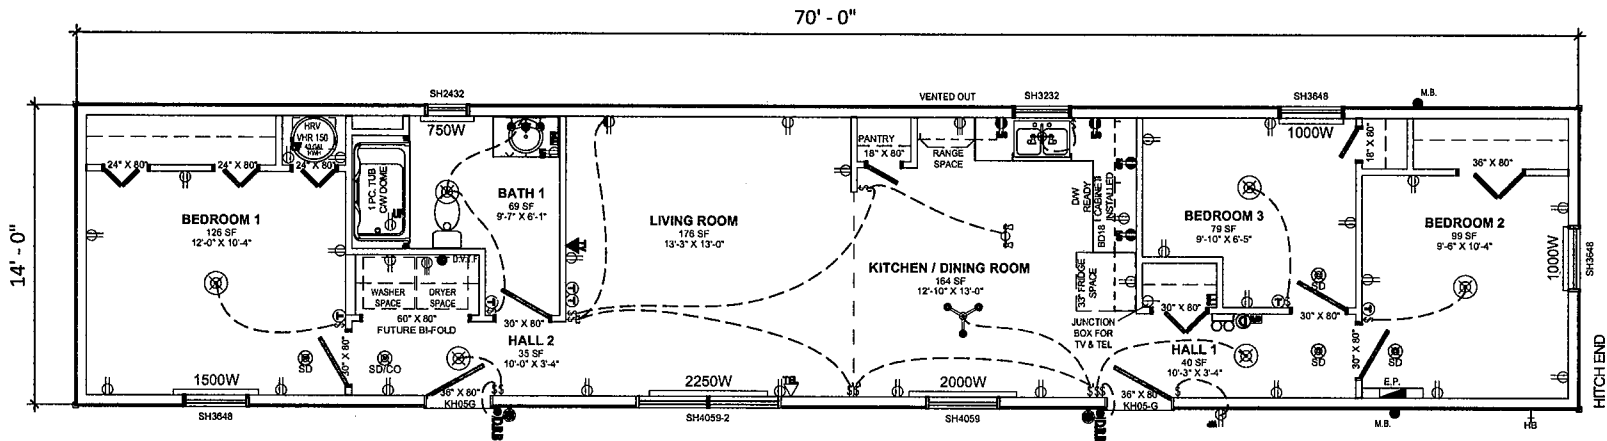 70' - 0"
14' - 0"
SH2432
VENTED OUT
SH3232
SH3648
M.B.
HRV
VHR 150
40 GAL
HWH
750W
PANTRY
18" X 80"
RANGE
SPACE
1000W
18" X 80"
24" X 80"
24" X 80"
24" X 80"
36" X 80"
1 PC. TUB
C/W DOME
BATH 1
69 SF
9'-7" X 6'-1"
BEDROOM 1
126 SF
12'-0" X 10'-4"
LIVING ROOM
176 SF
13'-3" X 13'-0"
D/W
READY
CABINET
INSTALLED
BD18
BEDROOM 3
79 SF
9'-10" X 6'-5"
BEDROOM 2
99 SF
9'-6" X 10'-4"
TV
KITCHEN / DINING ROOM
164 SF
12'-10" X 13'-0"
33" FRIDGE
SPACE
1000W
SH3648
WASHER
SPACE
DRYER
SPACE
SD
60" X 80"
FUTURE BI-FOLD
30" X 80"
JUNCTION
BOX FOR
TV & TEL
30" X 80"
30" X 80"
HALL 2
35 SF
10'-0" X 3'-4"
HALL 1
40 SF
10'-3" X 3'-4"
30" X 80"
30" X 80"
SD
SD/CO
SD
SD
1500W
2250W
TEL
2000W
36" X 80"
KH05G
36" X 80"
KH05-G
E.P.
HITCH END
SH3648
SH4059-2
SH4059
M.B.
HB
D.R.B